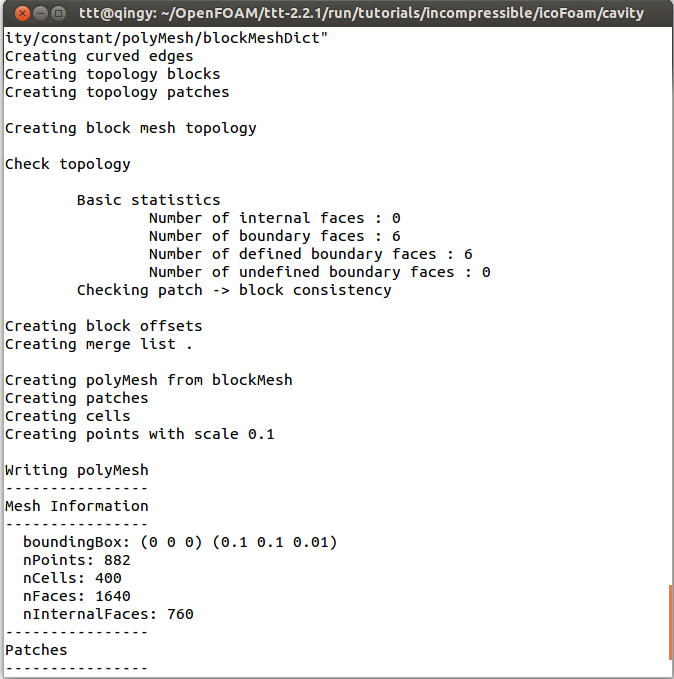 ttt@qingy: ~/OpenFOAM/ttt-2.2.1/run/tutorials/incompressible/icoFoam/cavity
ity/constant/polyMesh/blockMeshDict"
Creating curved edges
Creating topology blocks
Creating topology patches
Creating block mesh topology
Check topology
Basic statistics
Number of internal faces : 0
Number of boundary faces : 6
Number of defined boundary faces : 6
Number of undefined boundary faces : 0
Checking patch -> block consistency
Creating block offsets
Creating merge list .
Creating polyMesh from blockMesh
Creating patches
Creating cells
Creating points with scale 0.1
Writing polyMesh
----------------
Mesh Information
----------------
boundingBox: (0 0 0) (0.1 0.1 0.01)
nPoints: 882
nCells: 400
nFaces: 1640
nInternalFaces: 760
----------------
Patches
----------------